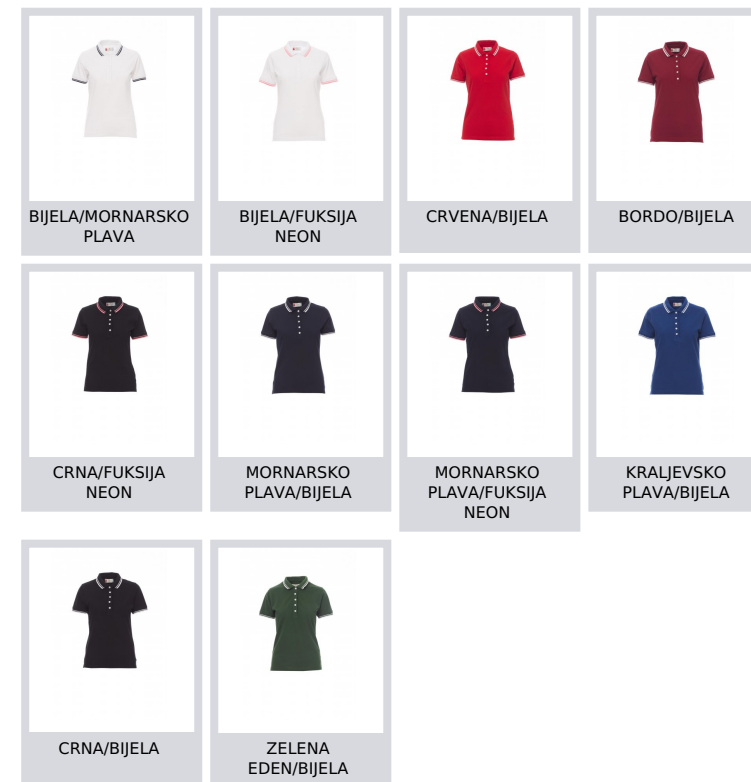 BIJELA/MORNARSKO
PLAVA
BIJELA/FUKSIJA
NEON
CRVENA/BIJELA
BORDO/BIJELA
CRNA/FUKSIJA
NEON
MORNARSKO
PLAVA/BIJELA
MORNARSKO
PLAVA/FUKSIJA
NEON
KRALJEVSKO
PLAVA/BIJELA
CRNA/BIJELA
ZELENA
EDEN/BIJELA